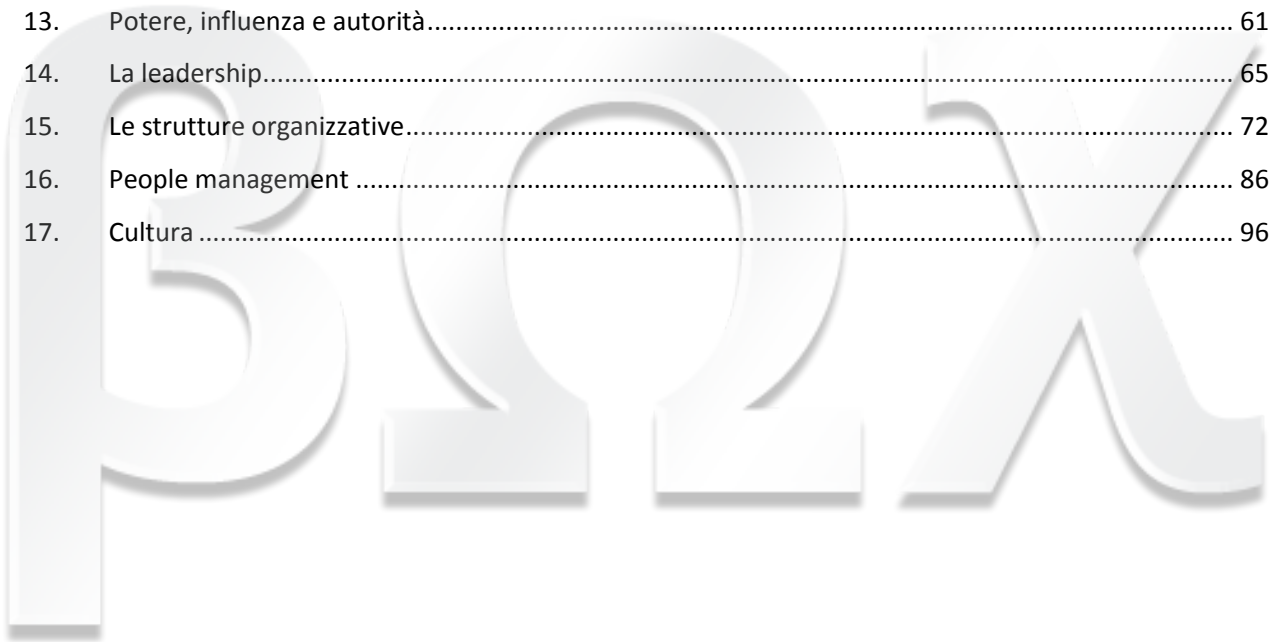 13. Potere, influenza e autorità........................................................................................................ 61
14. La leadership............................................................................................................................. 65
15. Le strutture organizzative......................................................................................................... 72
16. People management ................................................................................................................ 86
17. Cultura ...................................................................................................................................... 96
βΩχ